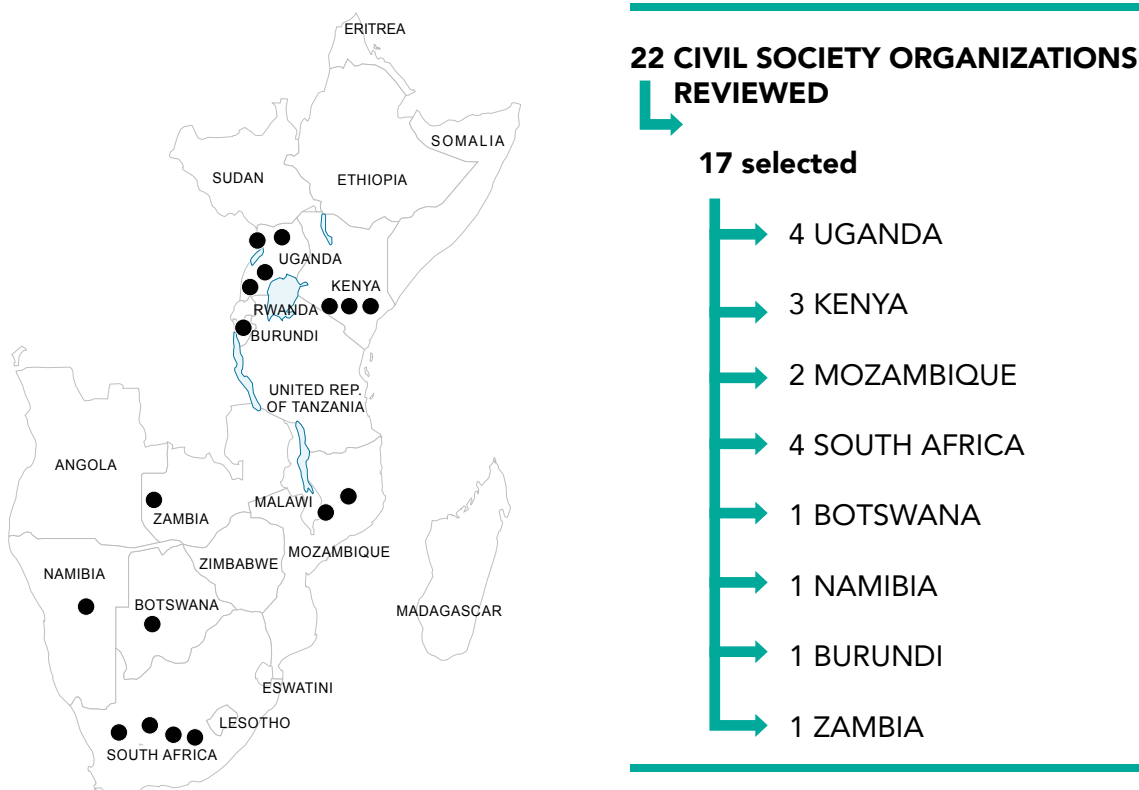 ERITREA
SOMALIA
SUDAN
ETHIOPIA
UGANDA
KENYA
RWANDA
BURUNDI
UNITED REP.
OF TANZANIA
ANGOLA
MALAWI
ZAMBIA
MOZAMBIQUE
ZIMBABWE
NAMIBIA
BOTSWANA
MADAGASCAR
ESWATINI
LESOTHO
SOUTH AFRICA
22 CIVIL SOCIETY ORGANIZATIONS
REVIEWED
17 selected
4 UGANDA
3 KENYA
2 MOZAMBIQUE
4 SOUTH AFRICA
1 BOTSWANA
1 NAMIBIA
1 BURUNDI
1 ZAMBIA